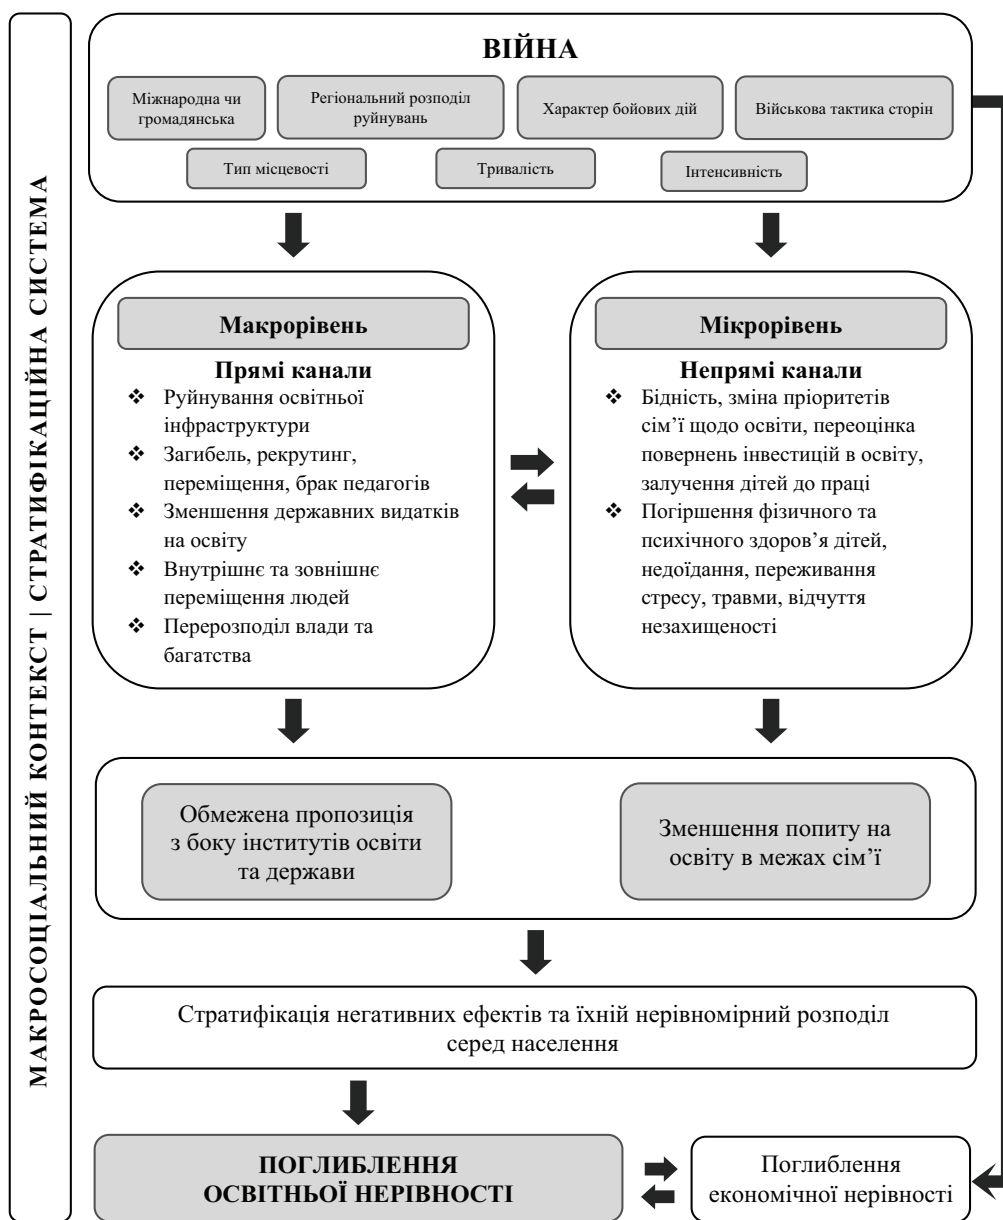 МАКРОСОЦІАЛЬНИЙ КОНТЕКСТ | СТРАТИФІКАЦІЙНА СИСТЕМА
ВІЙНА
Міжнародна чи
громадянська
Регіональний розподіл
руйнувань
Характер бойових дій
Військова тактика сторін
Тип місцевості
Тривалість
Інтенсивність
Макрорівень
Прямі канали
❖ Руйнування освітньої
інфраструктури
❖ Загибель, рекрутинг,
переміщення, брак педагогів
❖ Зменшення державних видатків
на освіту
❖ Внутрішнє та зовнішнє
переміщення людей
❖ Перерозподіл влади та
багатства
Мікрорівень
Непрямі канали
❖ Бідність, зміна пріоритетів
сім’ї щодо освіти, переоцінка
повернень інвестицій в освіту,
залучення дітей до праці
❖ Погіршення фізичного та
психічного здоров’я дітей,
недоїдання, переживання
стресу, травми, відчуття
незахищеності
Обмежена пропозиція
з боку інститутів освіти
та держави
Зменшення попиту на
освіту в межах сім’ї
Стратифікація негативних ефектів та їхній нерівномірний розподіл
серед населення
ПОГЛИБЛЕННЯ
ОСВІТНЬОЇ НЕРІВНОСТІ
Поглиблення
економічної нерівності